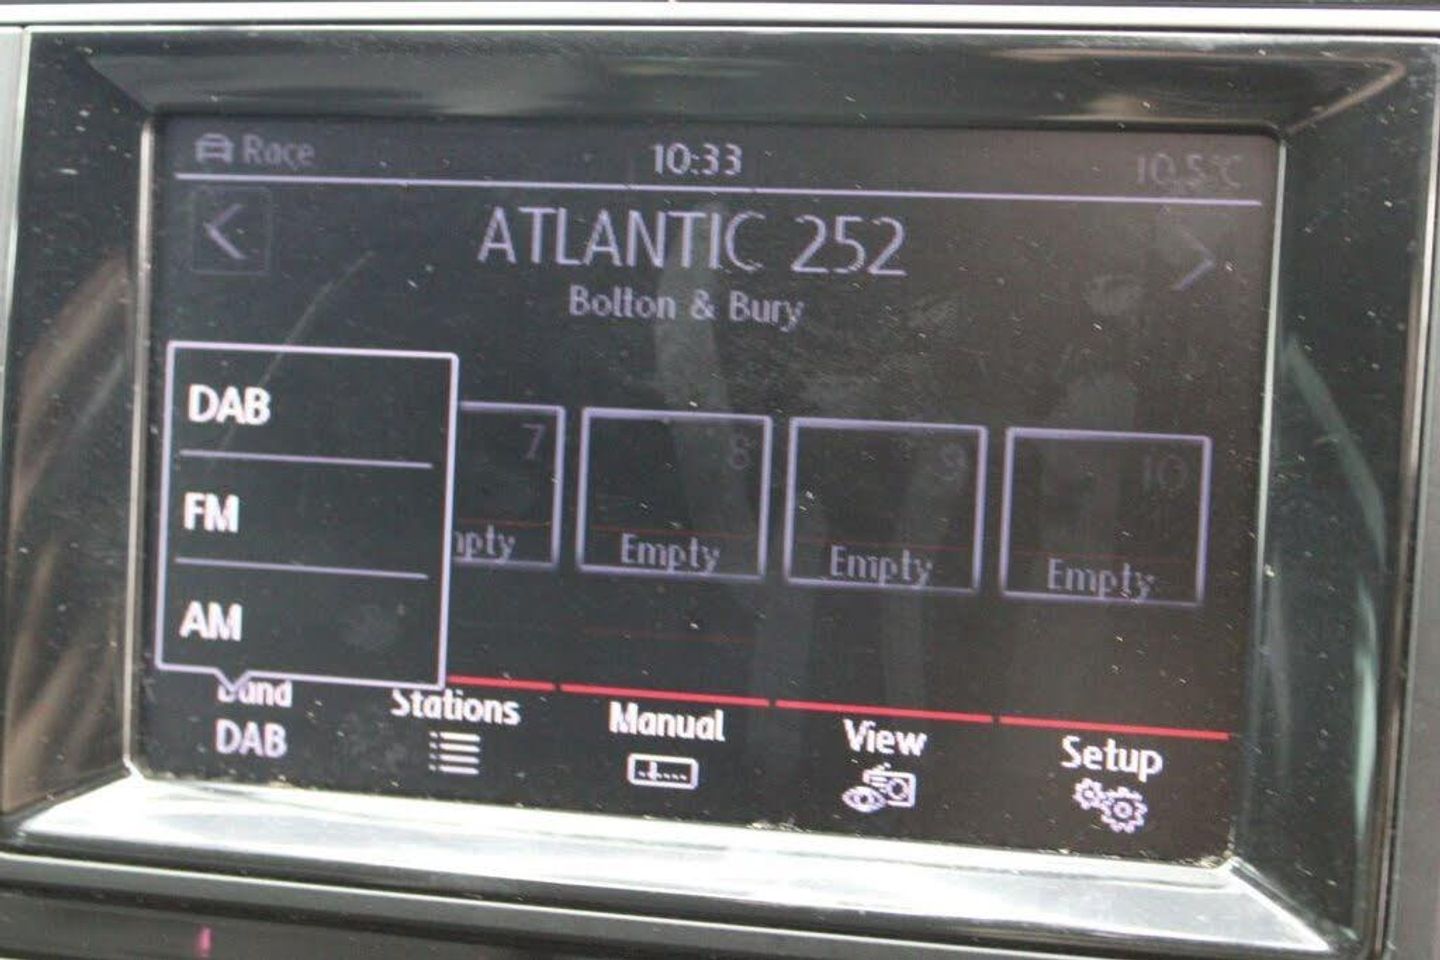 Race 10:33 10.5°C
ATLANTIC 252
Bolton & Bury
DAB
FM
AM
7 8 9 10
Empty Empty Empty
Band Stations Manual View Setup
DAB